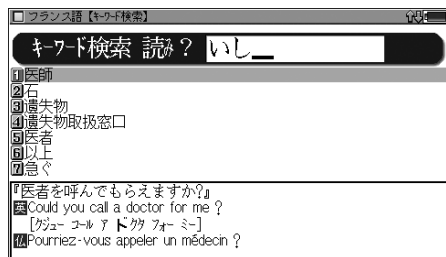 フランス語【キーワード検索】
キーワード検索 読み? いし_
1医師
2石
3遺失物
4遺失物取扱窓口
5医者
6以上
7急ぐ
『医者を呼んでもらえますか?』
英Could you call a doctor for me ?
[クジュー コール ア ドクタ フォー ミー]
仏Pourriez-vous appeler un médecin ?